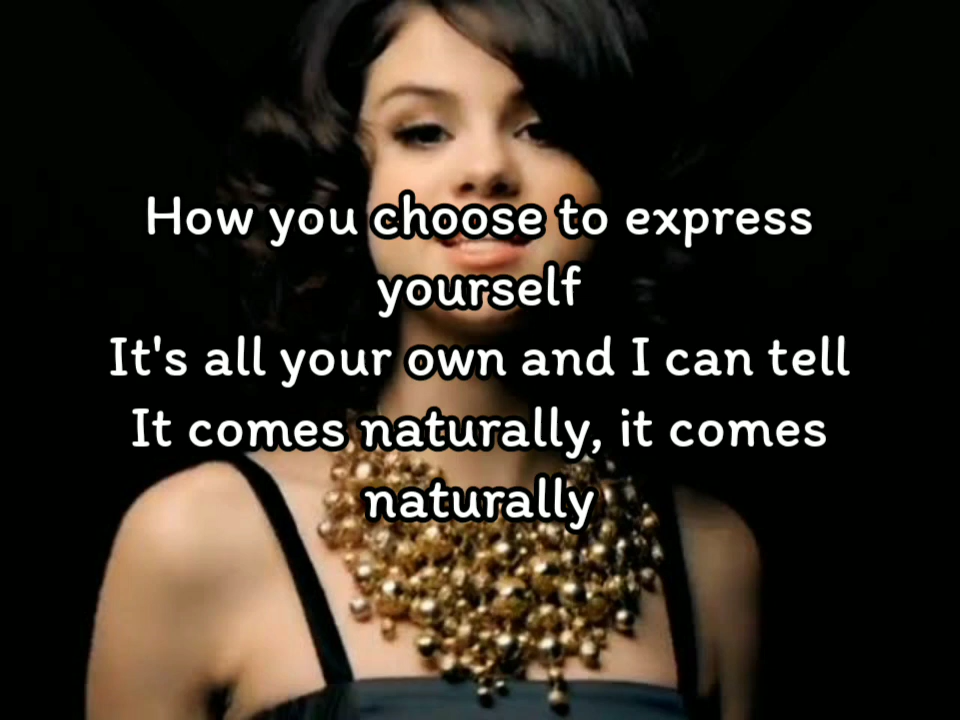 How you choose to express
yourself
It's all your own and I can tell
It comes naturally, it comes
naturally